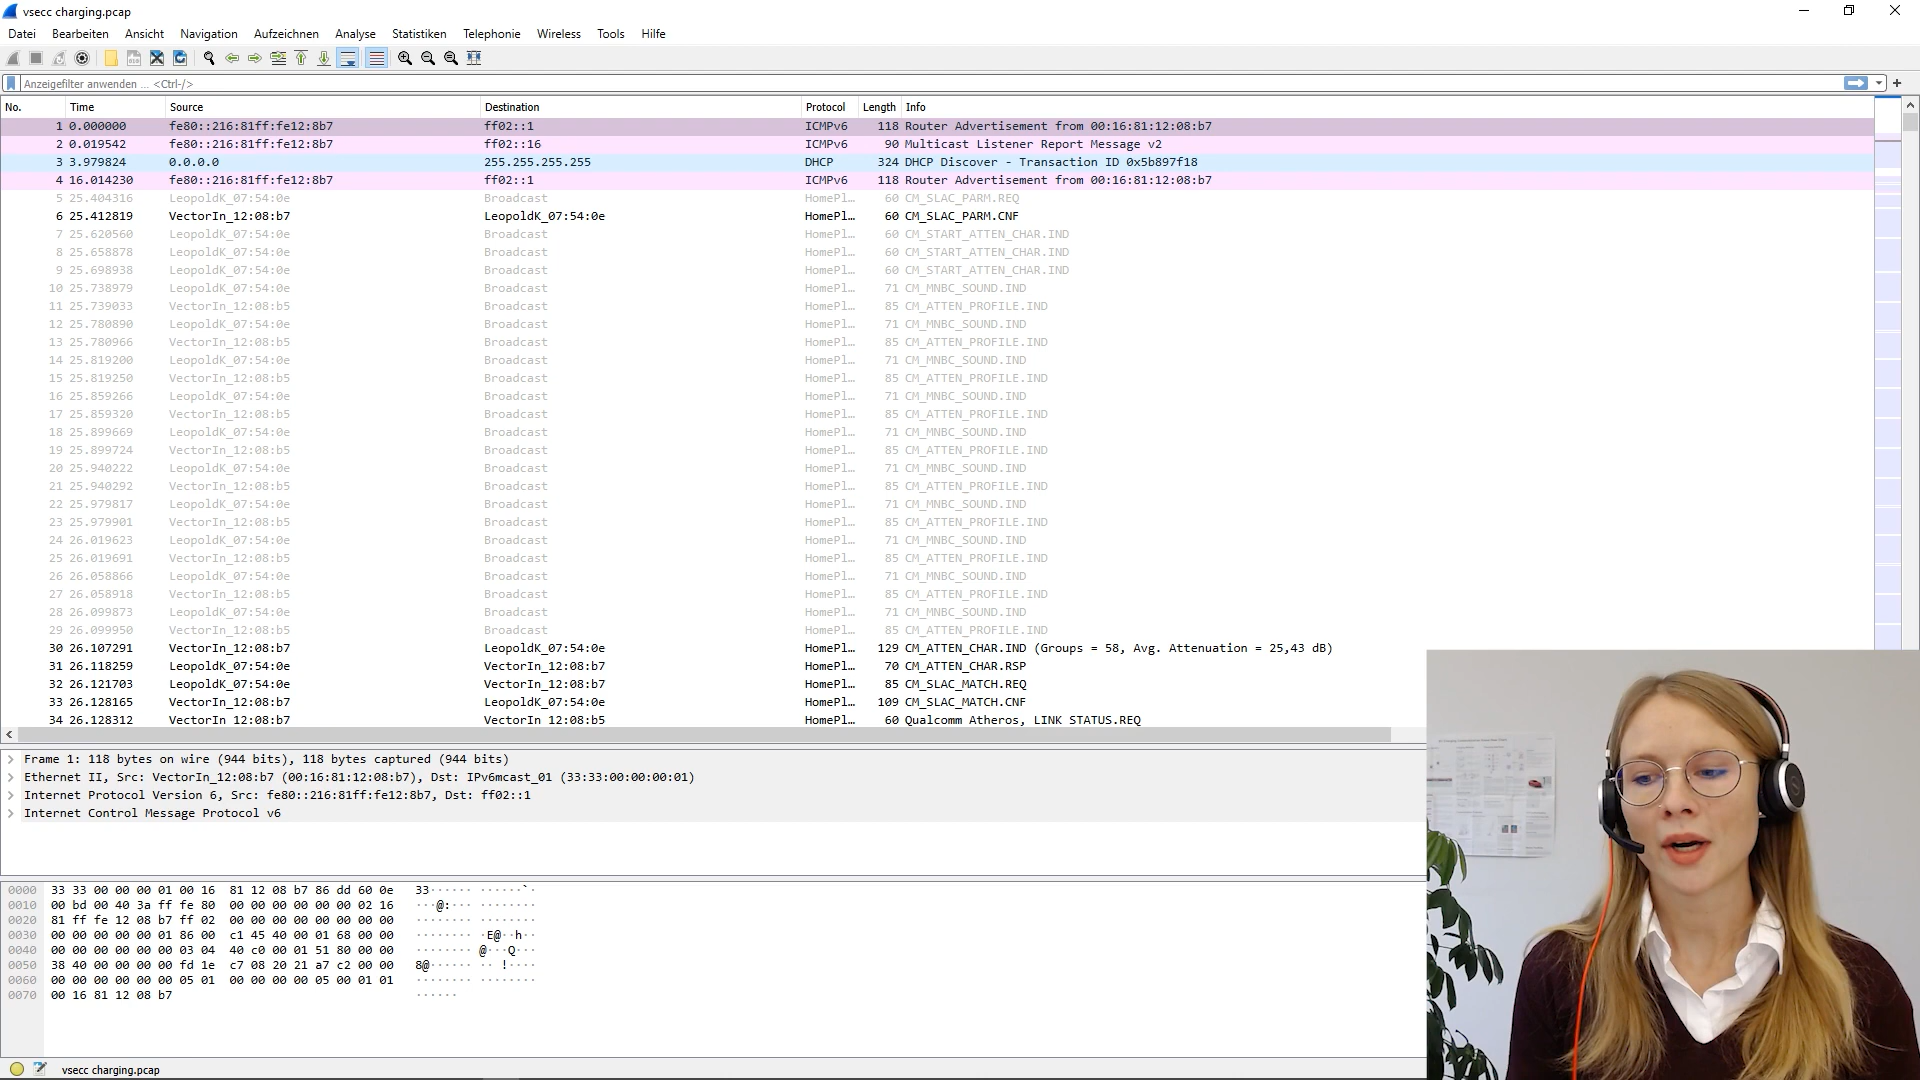 vsecc charging.pcap
Datei Bearbeiten Ansicht Navigation Aufzeichnen Analyse Statistiken Telephonie Wireless Tools Hilfe
Anzeigefilter anwenden ... <Ctrl-/>
No. Time Source Destination Protocol Length Info
1 0.000000 fe80::216:81ff:fe12:8b7 ff02::1 ICMPv6 118 Router Advertisement from 00:16:81:12:08:b7
2 0.019542 fe80::216:81ff:fe12:8b7 ff02::16 ICMPv6 90 Multicast Listener Report Message v2
3 3.979824 0.0.0.0 255.255.255.255 DHCP 324 DHCP Discover - Transaction ID 0x5b897f18
4 16.014230 fe80::216:81ff:fe12:8b7 ff02::1 ICMPv6 118 Router Advertisement from 00:16:81:12:08:b7
5 25.404316 LeopoldK_07:54:0e Broadcast HomePl… 60 CM_SLAC_PARM.REQ
6 25.412819 VectorIn_12:08:b7 LeopoldK_07:54:0e HomePl… 60 CM_SLAC_PARM.CNF
7 25.620560 LeopoldK_07:54:0e Broadcast HomePl… 60 CM_START_ATTEN_CHAR.IND
8 25.658878 LeopoldK_07:54:0e Broadcast HomePl… 60 CM_START_ATTEN_CHAR.IND
9 25.698938 LeopoldK_07:54:0e Broadcast HomePl… 60 CM_START_ATTEN_CHAR.IND
10 25.738979 LeopoldK_07:54:0e Broadcast HomePl… 71 CM_MNBC_SOUND.IND
11 25.739033 VectorIn_12:08:b5 Broadcast HomePl… 85 CM_ATTEN_PROFILE.IND
12 25.780890 LeopoldK_07:54:0e Broadcast HomePl… 71 CM_MNBC_SOUND.IND
13 25.780966 VectorIn_12:08:b5 Broadcast HomePl… 85 CM_ATTEN_PROFILE.IND
14 25.819200 LeopoldK_07:54:0e Broadcast HomePl… 71 CM_MNBC_SOUND.IND
15 25.819250 VectorIn_12:08:b5 Broadcast HomePl… 85 CM_ATTEN_PROFILE.IND
16 25.859266 LeopoldK_07:54:0e Broadcast HomePl… 71 CM_MNBC_SOUND.IND
17 25.859320 VectorIn_12:08:b5 Broadcast HomePl… 85 CM_ATTEN_PROFILE.IND
18 25.899669 LeopoldK_07:54:0e Broadcast HomePl… 71 CM_MNBC_SOUND.IND
19 25.899724 VectorIn_12:08:b5 Broadcast HomePl… 85 CM_ATTEN_PROFILE.IND
20 25.940222 LeopoldK_07:54:0e Broadcast HomePl… 71 CM_MNBC_SOUND.IND
21 25.940292 VectorIn_12:08:b5 Broadcast HomePl… 85 CM_ATTEN_PROFILE.IND
22 25.979817 LeopoldK_07:54:0e Broadcast HomePl… 71 CM_MNBC_SOUND.IND
23 25.979901 VectorIn_12:08:b5 Broadcast HomePl… 85 CM_ATTEN_PROFILE.IND
24 26.019623 LeopoldK_07:54:0e Broadcast HomePl… 71 CM_MNBC_SOUND.IND
25 26.019691 VectorIn_12:08:b5 Broadcast HomePl… 85 CM_ATTEN_PROFILE.IND
26 26.058866 LeopoldK_07:54:0e Broadcast HomePl… 71 CM_MNBC_SOUND.IND
27 26.058918 VectorIn_12:08:b5 Broadcast HomePl… 85 CM_ATTEN_PROFILE.IND
28 26.099873 LeopoldK_07:54:0e Broadcast HomePl… 71 CM_MNBC_SOUND.IND
29 26.099950 VectorIn_12:08:b5 Broadcast HomePl… 85 CM_ATTEN_PROFILE.IND
30 26.107291 VectorIn_12:08:b7 LeopoldK_07:54:0e HomePl… 129 CM_ATTEN_CHAR.IND (Groups = 58, Avg. Attenuation = 25,43 dB)
31 26.118259 LeopoldK_07:54:0e VectorIn_12:08:b7 HomePl… 70 CM_ATTEN_CHAR.RSP
32 26.121703 LeopoldK_07:54:0e VectorIn_12:08:b7 HomePl… 85 CM_SLAC_MATCH.REQ
33 26.128165 VectorIn_12:08:b7 LeopoldK_07:54:0e HomePl… 109 CM_SLAC_MATCH.CNF
34 26.128312 VectorIn_12:08:b7 VectorIn_12:08:b5 HomePl… 60 Qualcomm Atheros, LINK_STATUS.REQ
Frame 1: 118 bytes on wire (944 bits), 118 bytes captured (944 bits)
Ethernet II, Src: VectorIn_12:08:b7 (00:16:81:12:08:b7), Dst: IPv6mcast_01 (33:33:00:00:00:01)
Internet Protocol Version 6, Src: fe80::216:81ff:fe12:8b7, Dst: ff02::1
Internet Control Message Protocol v6
0000 33 33 00 00 00 01 00 16 81 12 08 b7 86 dd 60 0e 33······ ······`·
0010 00 bd 00 40 3a ff fe 80 00 00 00 00 00 00 02 16 ···@:··· ········
0020 81 ff fe 12 08 b7 ff 02 00 00 00 00 00 00 00 00 ········ ········
0030 00 00 00 00 00 01 86 00 c1 45 40 00 01 68 00 00 ········ ·E@··h··
0040 00 00 00 00 00 00 03 04 40 c0 00 01 51 80 00 00 ········ @···Q···
0050 38 40 00 00 00 00 fd 1e c7 08 20 21 a7 c2 00 00 8@······ ·· !····
0060 00 00 00 00 00 00 05 01 00 00 00 00 05 00 01 01 ········ ········
0070 00 16 81 12 08 b7 ······
vsecc charging.pcap